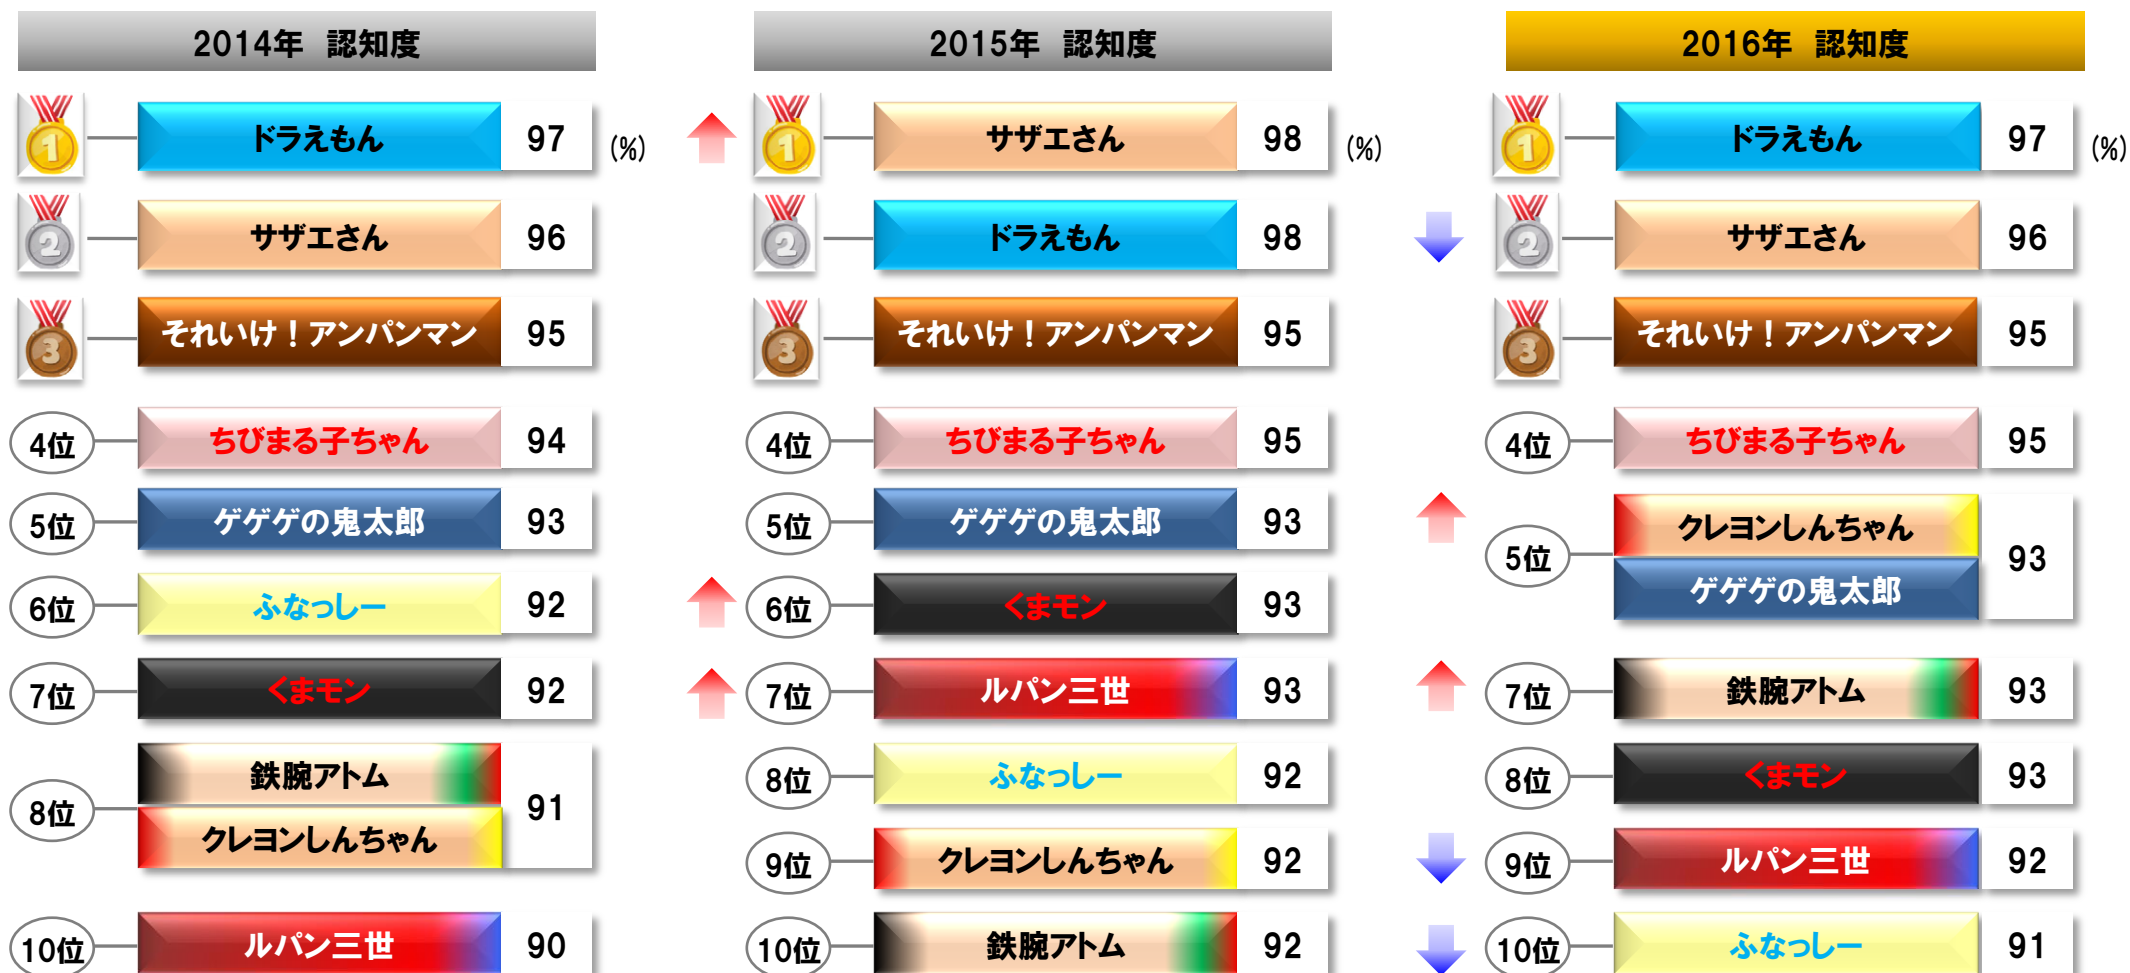 2014年 認知度
1
ドラえもん
97
(%)
2
サザエさん
96
3
それいけ！アンパンマン
95
4位
ちびまる子ちゃん
94
5位
ゲゲゲの鬼太郎
93
6位
ふなっしー
92
7位
くまモン
92
8位
鉄腕アトム
クレヨンしんちゃん
91
10位
ルパン三世
90
2015年 認知度
1
サザエさん
98
(%)
2
ドラえもん
98
3
それいけ！アンパンマン
95
4位
ちびまる子ちゃん
95
5位
ゲゲゲの鬼太郎
93
6位
くまモン
93
7位
ルパン三世
93
8位
ふなっしー
92
9位
クレヨンしんちゃん
92
10位
鉄腕アトム
92
2016年 認知度
1
ドラえもん
97
(%)
2
サザエさん
96
3
それいけ！アンパンマン
95
4位
ちびまる子ちゃん
95
5位
クレヨンしんちゃん
ゲゲゲの鬼太郎
93
7位
鉄腕アトム
93
8位
くまモン
93
9位
ルパン三世
92
10位
ふなっしー
91